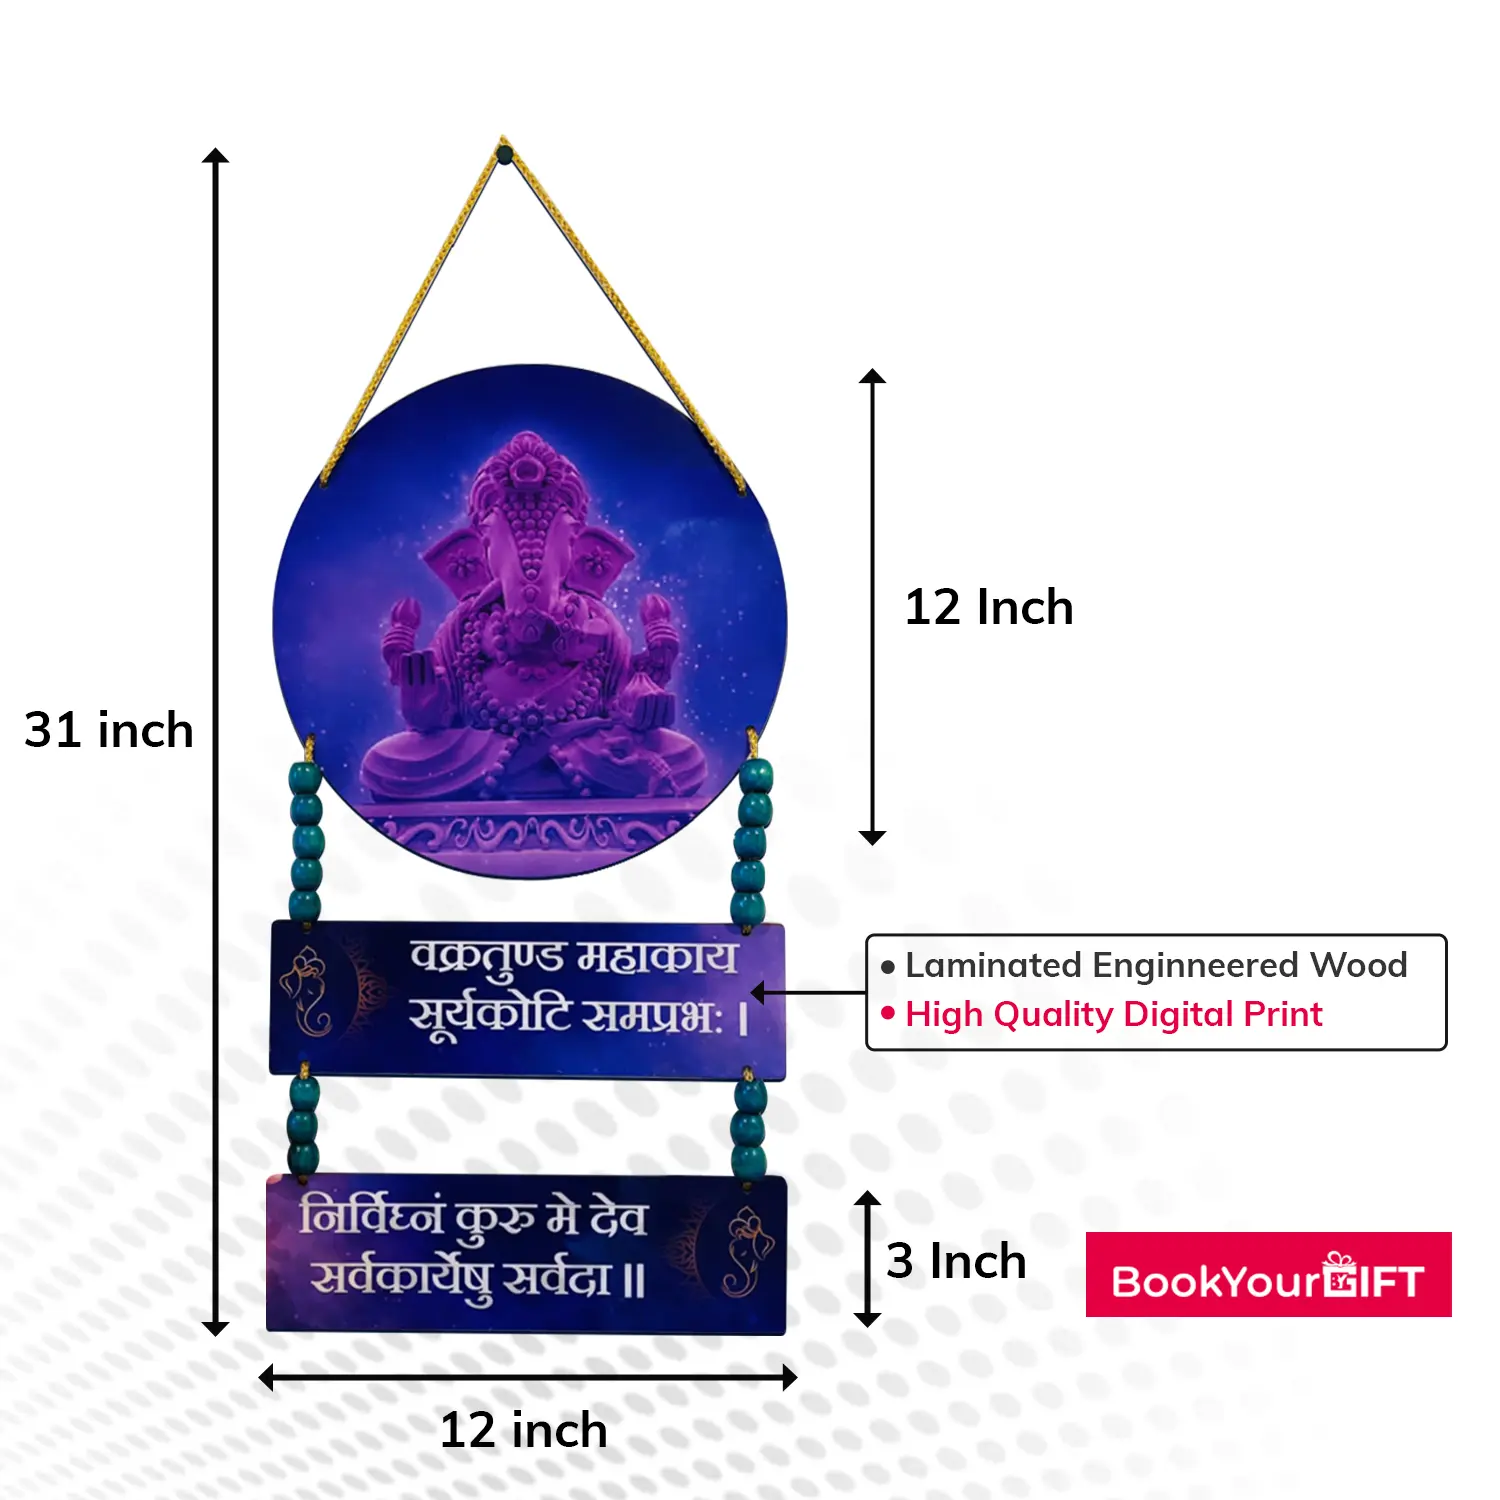 31 inch
12 Inch
वक्रतुण्ड महाकाय
सूर्यकोटि समप्रभः।
• Laminated Enginneered Wood
• High Quality Digital Print
निर्विघ्नं कुरु मे देव
सर्वकार्येषु सर्वदा॥
3 Inch
BookYourGIFT
12 inch